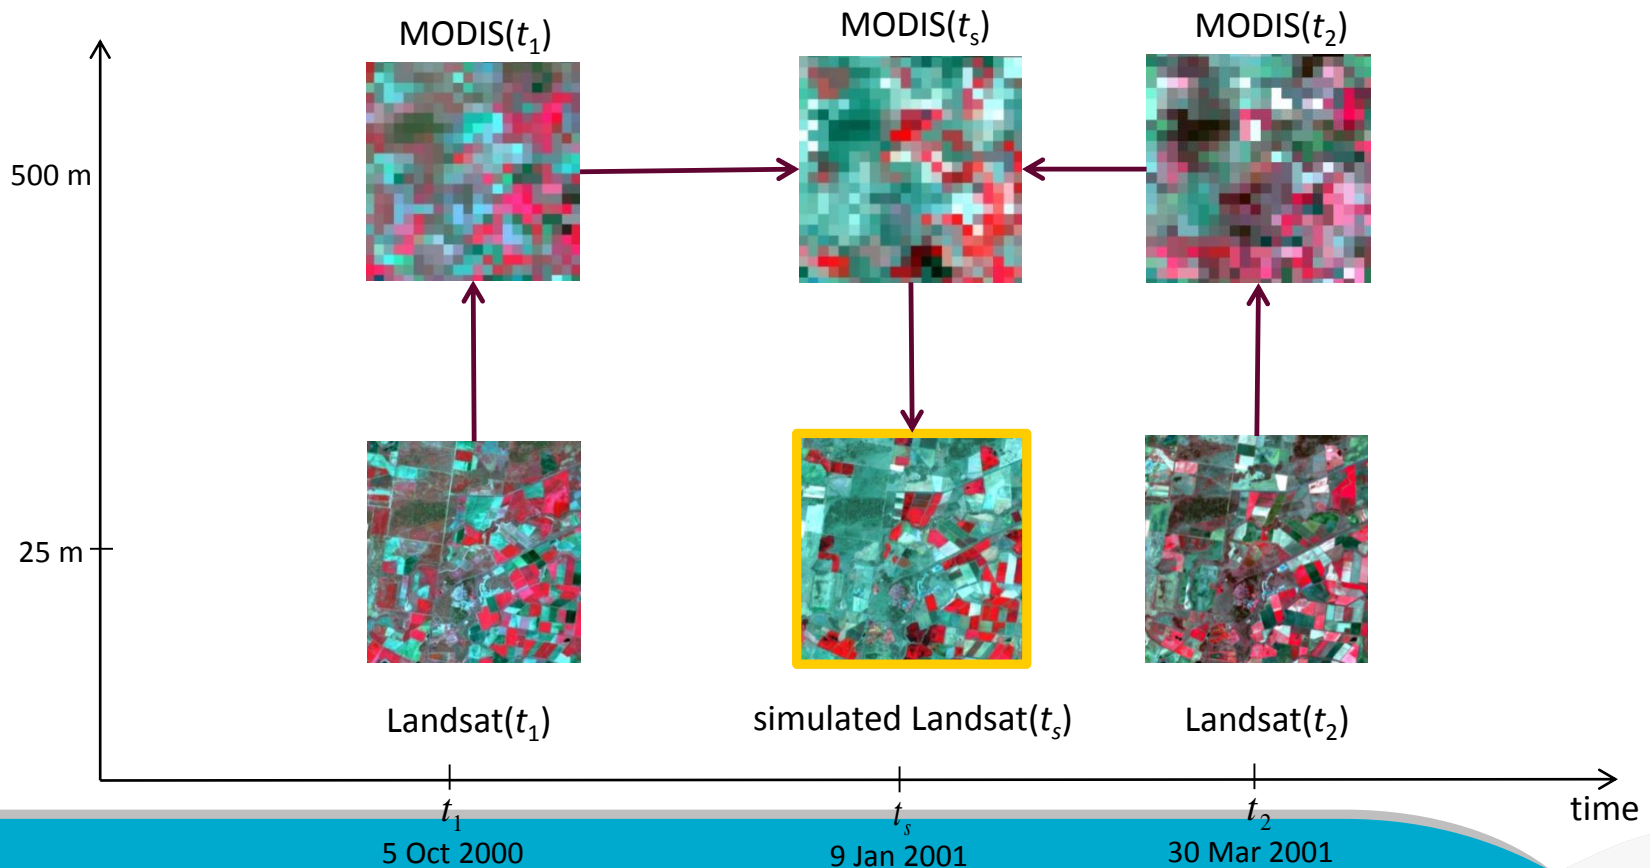 MODIS(t₁)
MODIS(tₛ)
MODIS(t₂)
500 m
25 m
Landsat(t₁)
simulated Landsat(tₛ)
Landsat(t₂)
t₁
tₛ
t₂
time
5 Oct 2000
9 Jan 2001
30 Mar 2001